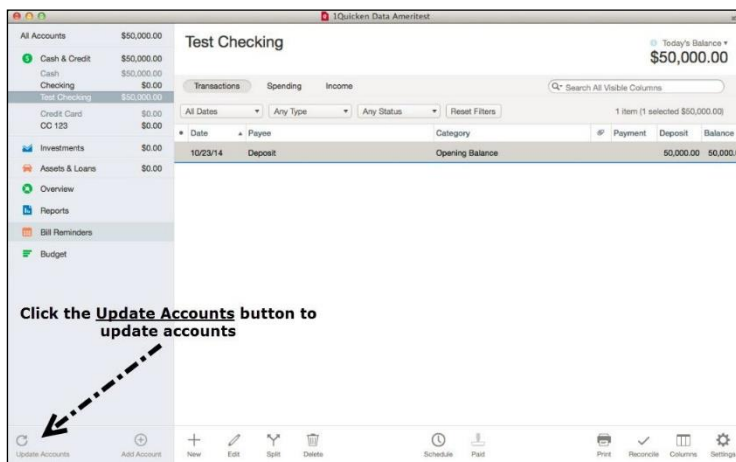 1Quicken Data Ameritest
All Accounts $50,000.00
Cash & Credit $50,000.00
Cash $50,000.00
Checking $0.00
Test Checking $50,000.00
Credit Card $0.00
CC 123 $0.00
Investments $0.00
Assets & Loans $0.00
Overview
Reports
Bill Reminders
Budget
Click the Update Accounts button to
update accounts
Update Accounts Add Account
Test Checking
Today's Balance
$50,000.00
Transactions Spending Income Search All Visible Columns
All Dates Any Type Any Status Reset Filters 1 item (1 selected $50,000.00)
Date Payee Category Payment Deposit Balance
10/23/14 Deposit Opening Balance 50,000.00 50,000.
New Edit Split Delete Schedule Paid Print Reconcile Columns Settings